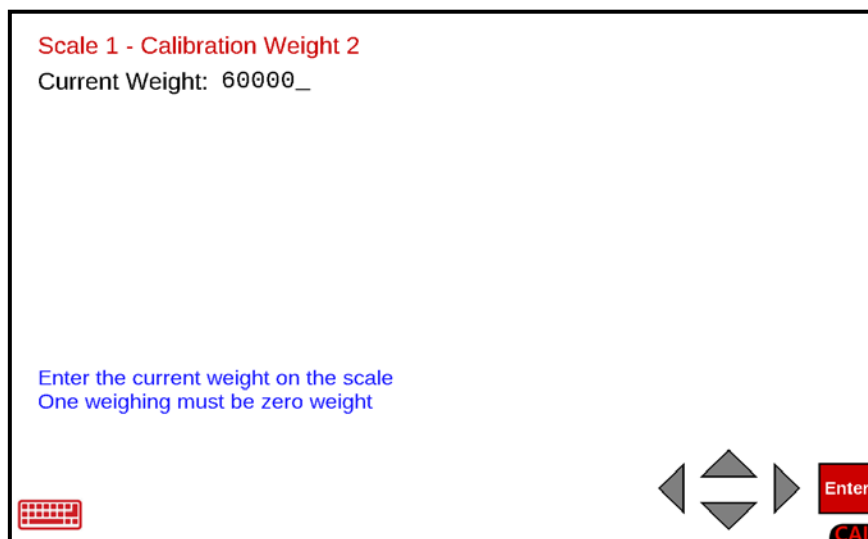 Scale 1 - Calibration Weight 2
Current Weight: 60000_
Enter the current weight on the scale
One weighing must be zero weight
Enter